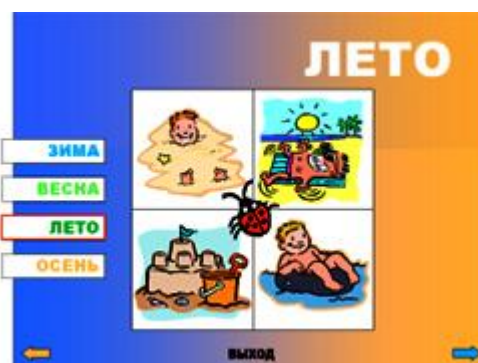 ЛЕТО
ЗИМА
ВЕСНА
ЛЕТО
ОСЕНЬ
ВЫХОД